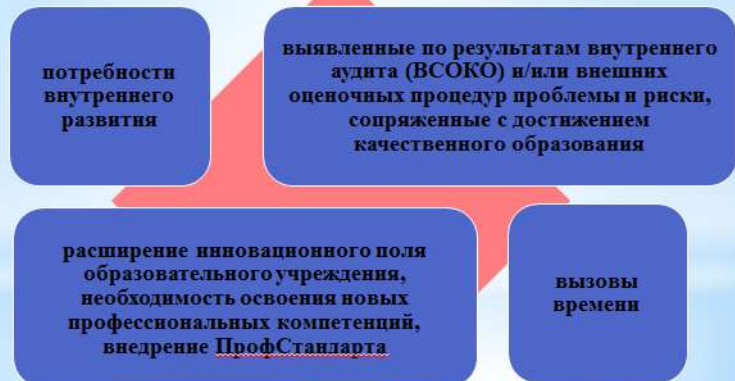 потребности
внутреннего
развития
выявленные по результатам внутреннего
аудита (ВСОКО) и/или внешних
оценочных процедур проблемы и риски,
сопряженные с достижением
качественного образования
расширение инновационного поля
образовательного учреждения,
необходимость освоения новых
профессиональных компетенций,
внедрение ПрофСтандарта
вызовы
времени